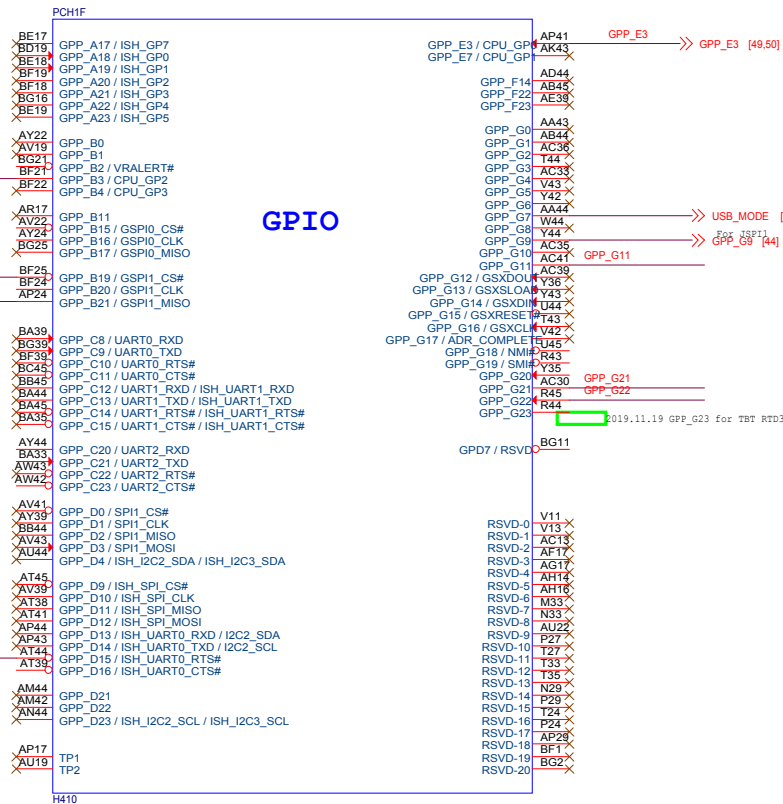 PCH1F
BE17 GPP_A17 / ISH_GP7
BD19 GPP_A18 / ISH_GP0
BE18 GPP_A19 / ISH_GP1
BF19 GPP_A20 / ISH_GP2
BF18 GPP_A21 / ISH_GP3
BG16 GPP_A22 / ISH_GP4
BE19 GPP_A23 / ISH_GP5
AY22 GPP_B0
AV19 GPP_B1
BG21 GPP_B2 / VRALERT#
BF21 GPP_B3 / CPU_GP2
BF22 GPP_B4 / CPU_GP3
AR17 GPP_B11
AV22 GPP_B15 / GSPI0_CS#
AY24 GPP_B16 / GSPI0_CLK
BG25 GPP_B17 / GSPI0_MISO
BF25 GPP_B19 / GSPI1_CS#
BF24 GPP_B20 / GSPI1_CLK
AP24 GPP_B21 / GSPI1_MISO
BA39 GPP_C8 / UART0_RXD
BG39 GPP_C9 / UART0_TXD
BF39 GPP_C10 / UART0_RTS#
BC45 GPP_C11 / UART0_CTS#
BB45 GPP_C12 / UART1_RXD / ISH_UART1_RXD
BA44 GPP_C13 / UART1_TXD / ISH_UART1_TXD
BA45 GPP_C14 / UART1_RTS# / ISH_UART1_RTS#
BA35 GPP_C15 / UART1_CTS# / ISH_UART1_CTS#
AY44 GPP_C20 / UART2_RXD
BA33 GPP_C21 / UART2_TXD
AW43 GPP_C22 / UART2_RTS#
AW42 GPP_C23 / UART2_CTS#
AV41 GPP_D0 / SPI1_CS#
AY39 GPP_D1 / SPI1_CLK
BB44 GPP_D2 / SPI1_MISO
AV43 GPP_D3 / SPI1_MOSI
AU44 GPP_D4 / ISH_I2C2_SDA / ISH_I2C3_SDA
AT45 GPP_D9 / ISH_SPI_CS#
AV39 GPP_D10 / ISH_SPI_CLK
AT38 GPP_D11 / ISH_SPI_MISO
AT41 GPP_D12 / ISH_SPI_MOSI
AP44 GPP_D13 / ISH_UART0_RXD / I2C2_SDA
AP43 GPP_D14 / ISH_UART0_TXD / I2C2_SCL
AT44 GPP_D15 / ISH_UART0_RTS#
AT39 GPP_D16 / ISH_UART0_CTS#
AM44 GPP_D21
AM42 GPP_D22
AN44 GPP_D23 / ISH_I2C2_SCL / ISH_I2C3_SCL
AP17 TP1
AU19 TP2
GPIO
GPP_E3 / CPU_GP0 AP41 GPP_E3 GPP_E3 [49,50]
GPP_E7 / CPU_GP1 AK43
GPP_F14 AD44
GPP_F22 AB45
GPP_F23 AE39
GPP_G0 AA43
GPP_G1 AB44
GPP_G2 AC36
GPP_G3 T44
GPP_G4 AC33
GPP_G5 V43
GPP_G6 Y42
GPP_G7 AA44 USB_MODE [
GPP_G8 W44
For JSPI1
GPP_G9 Y44 GPP_G9 [44]
GPP_G10 AC35
GPP_G11 AC41 GPP_G11
GPP_G12 / GSXDOUT AC39
GPP_G13 / GSXSLOAD Y36
GPP_G14 / GSXDIN Y43
GPP_G15 / GSXRESET# U44
GPP_G16 / GSXCLK T43
GPP_G17 / ADR_COMPLETE V42
GPP_G18 / NMI# U45
GPP_G19 / SMI# R43
GPP_G20 Y35
GPP_G21 AC30 GPP_G21
GPP_G22 R45 GPP_G22
GPP_G23 R44
2019.11.19 GPP_G23 for TBT RTD3
GPD7 / RSVD BG11
RSVD-0 V11
RSVD-1 V13
RSVD-2 AC13
RSVD-3 AF17
RSVD-4 AG17
RSVD-5 AH14
RSVD-6 AH16
RSVD-7 M33
RSVD-8 N33
RSVD-9 AU22
RSVD-10 P27
RSVD-11 T27
RSVD-12 T33
RSVD-13 T35
RSVD-14 N29
RSVD-15 P29
RSVD-16 T24
RSVD-17 P24
RSVD-18 AP29
RSVD-19 BF1
RSVD-20 BG2
H410